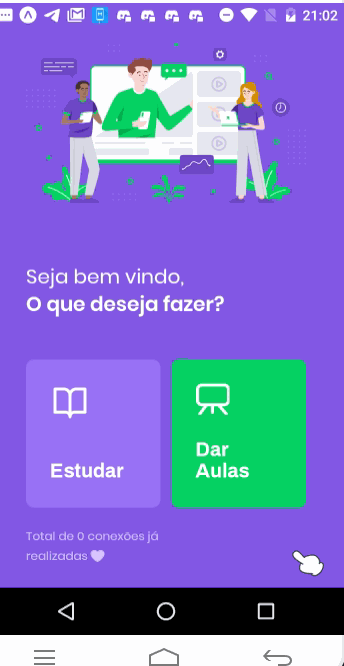 21:02
Seja bem vindo,
O que deseja fazer?
Estudar
Dar
Aulas
Total de 0 conexões já
realizadas